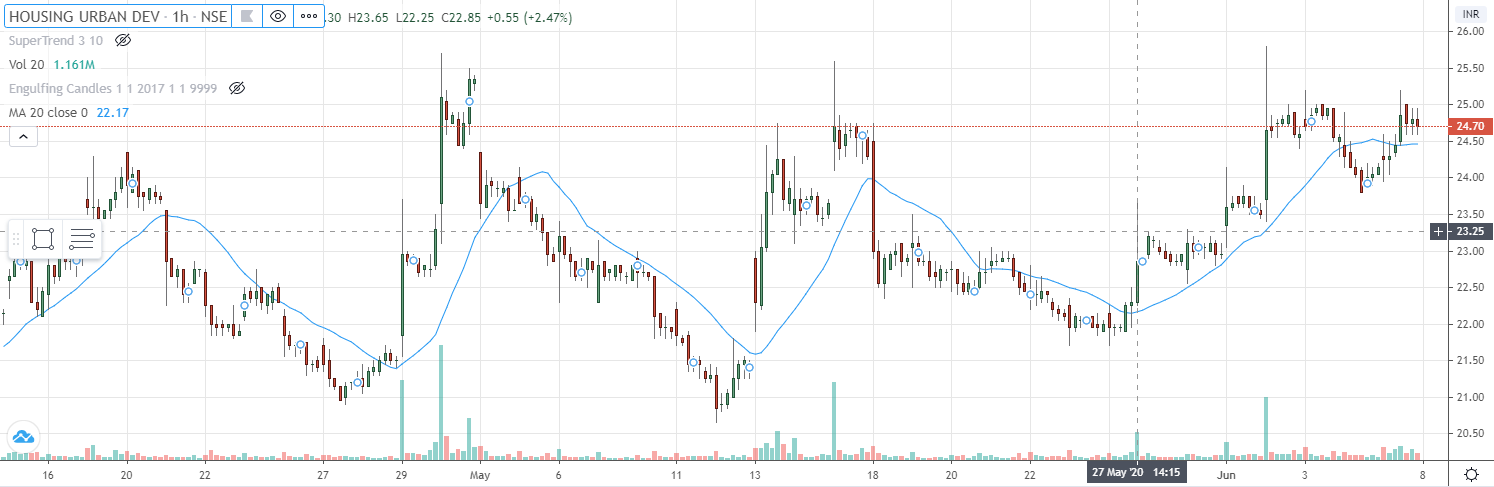 HOUSING URBAN DEV · 1h · NSE .30 H23.65 L22.25 C22.85 +0.55 (+2.47%)
SuperTrend 3 10
Vol 20 1.161M
Engulfing Candles 1 1 2017 1 1 9999
MA 20 close 0 22.17
INR
26.00
25.50
25.00
24.70
24.50
24.00
23.50
23.25
23.00
22.50
22.00
21.50
21.00
20.50
16 20 22 27 29 May 6 11 13 18 20 22 27 May '20 14:15 Jun 3 8